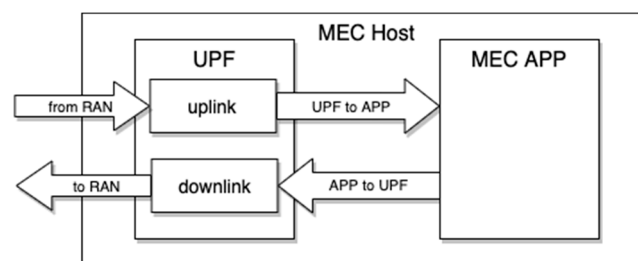 MEC Host
UPF
MEC APP
from RAN
uplink
UPF to APP
to RAN
downlink
APP to UPF